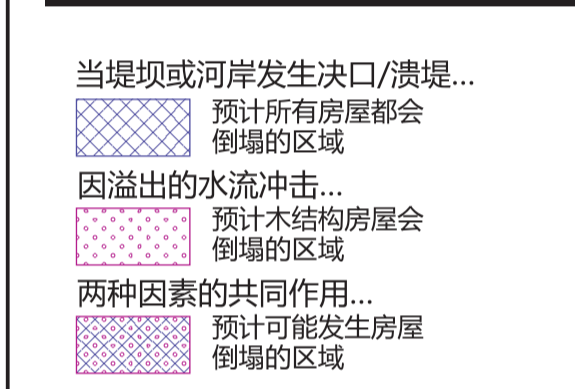 当堤坝或河岸发生决口/溃堤...
预计所有房屋都会
倒塌的区域
因溢出的水流冲击...
预计木结构房屋会
倒塌的区域
两种因素的共同作用...
预计可能发生房屋
倒塌的区域